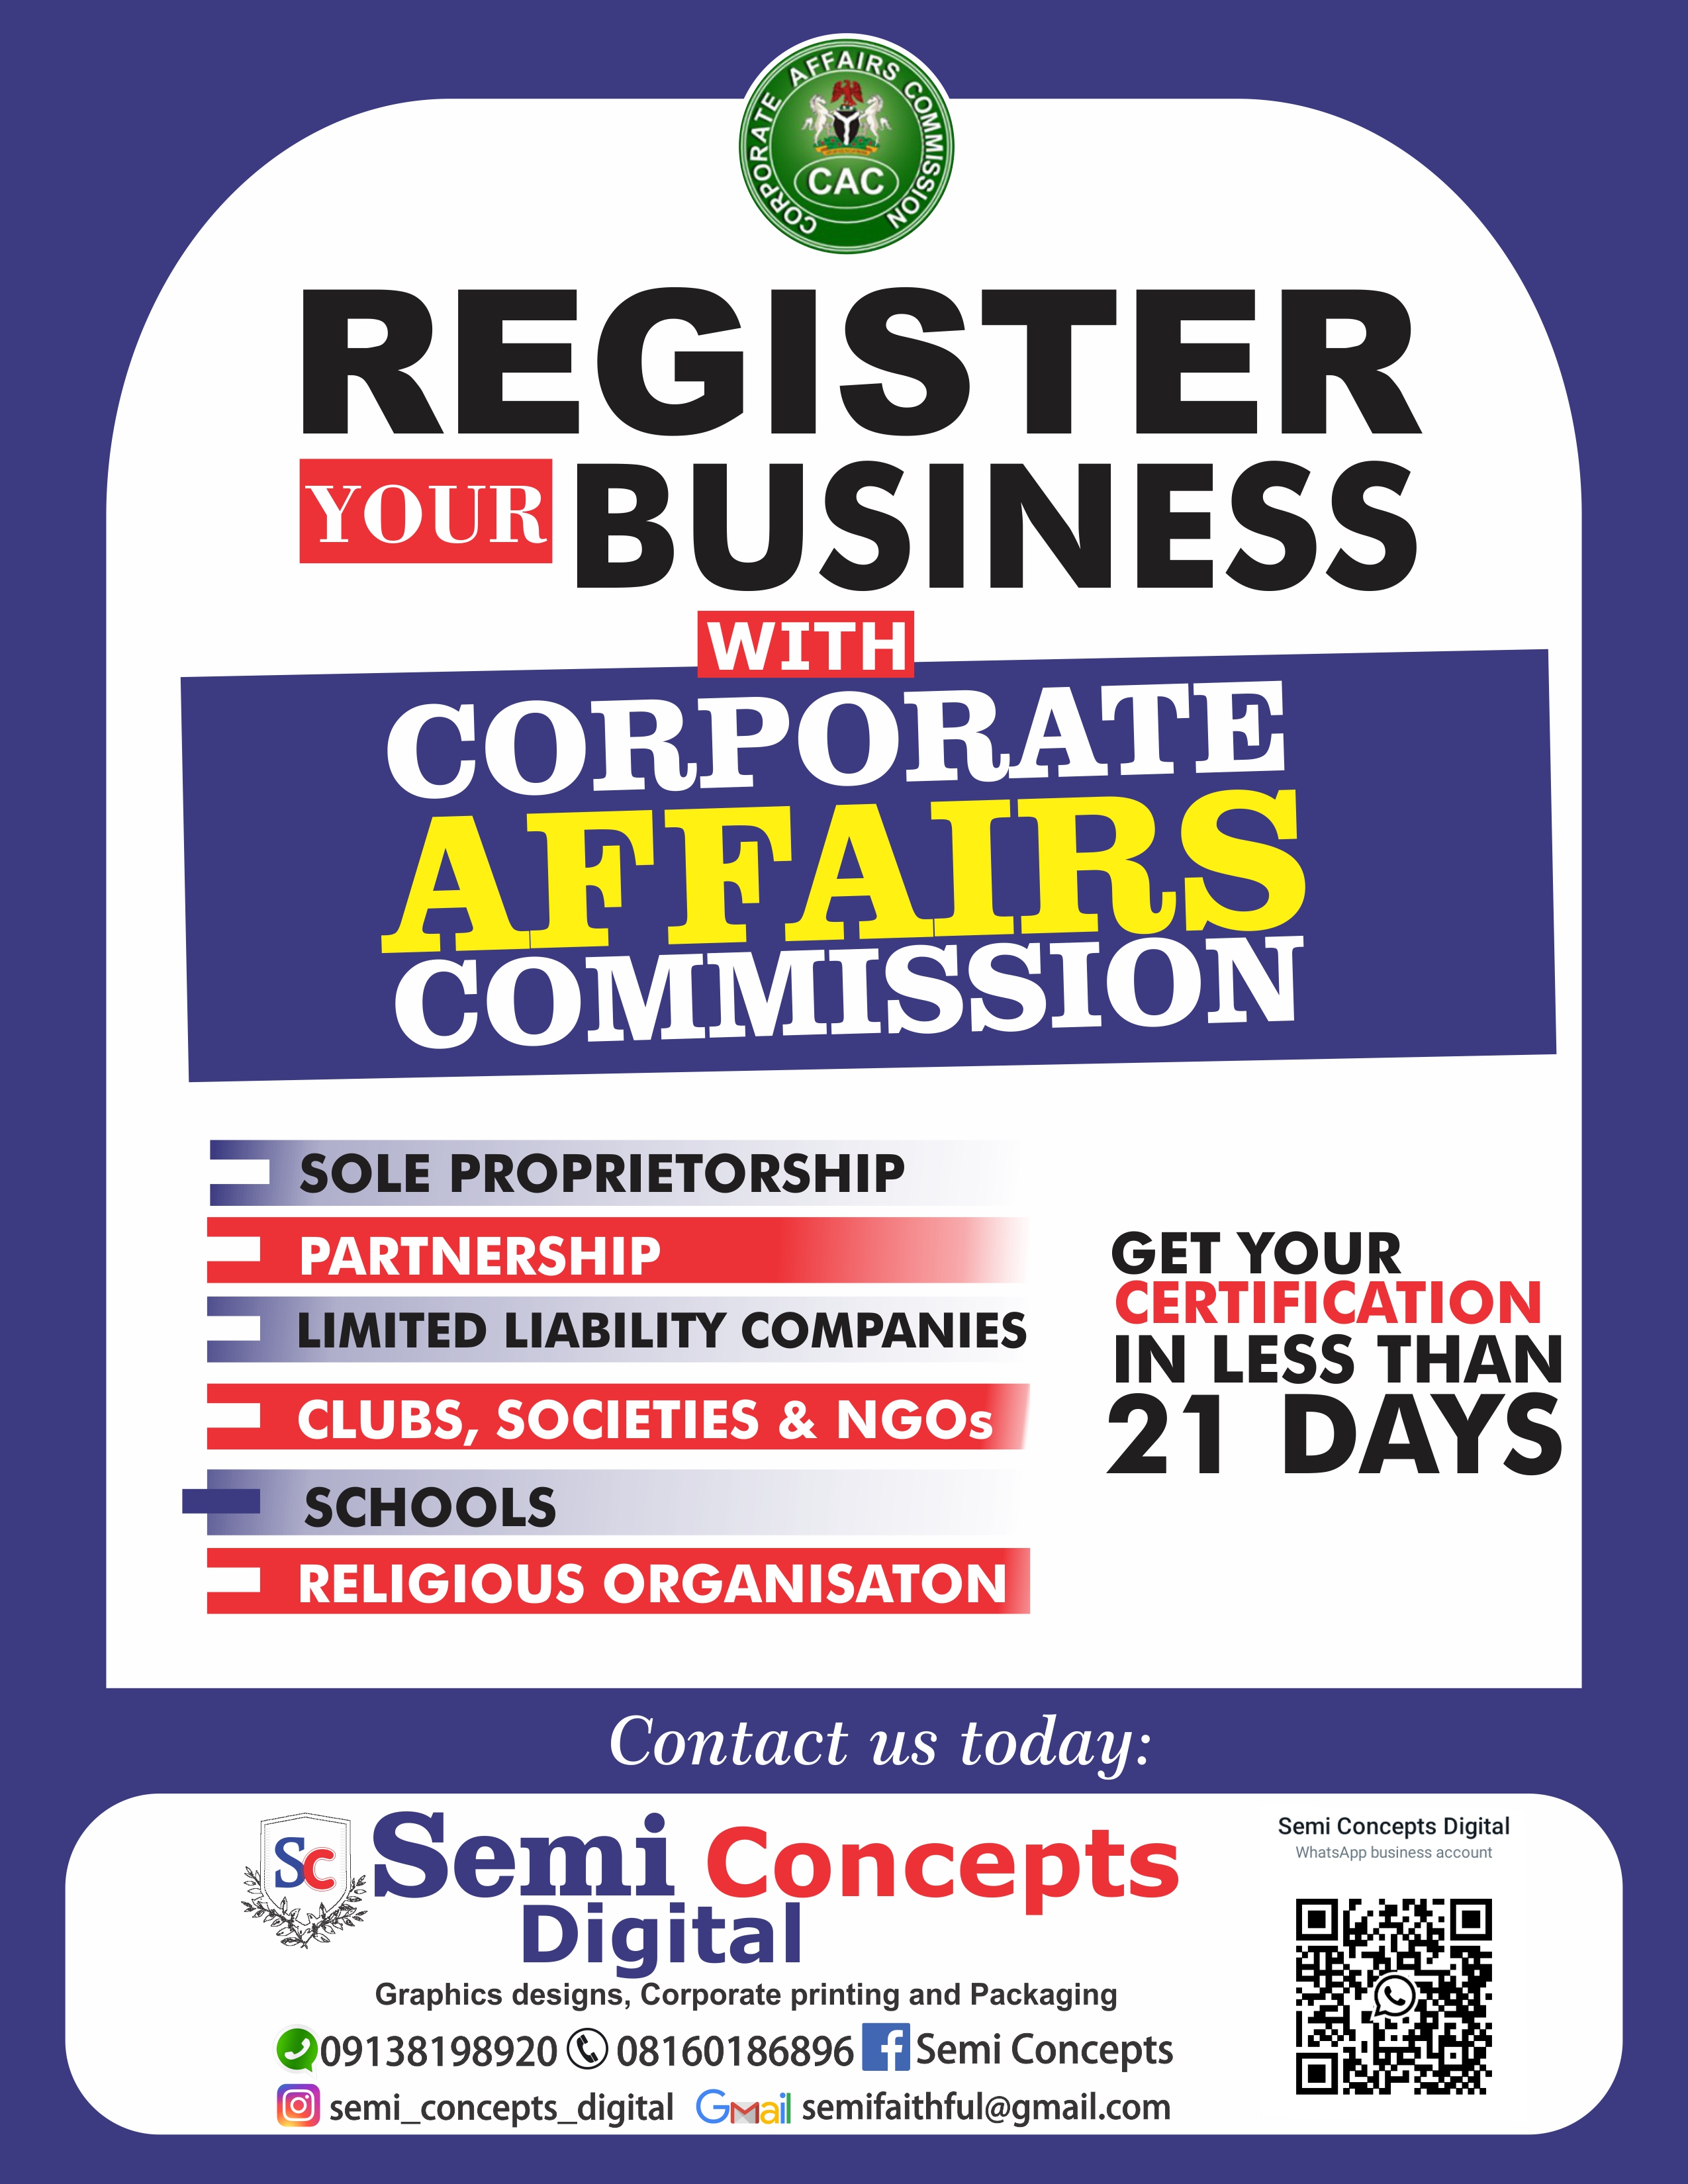 CORPORATE AFFAIRS COMMISSION
CAC
REGISTER
YOUR BUSINESS
WITH
CORPORATE
AFFAIRS
COMMISSION
SOLE PROPRIETORSHIP
PARTNERSHIP
LIMITED LIABILITY COMPANIES
CLUBS, SOCIETIES & NGOs
SCHOOLS
RELIGIOUS ORGANISATON
GET YOUR
CERTIFICATION
IN LESS THAN
21 DAYS
Contact us today:
SC
Semi Concepts
Digital
Graphics designs, Corporate printing and Packaging
09138198920 08160186896 f Semi Concepts
semi_concepts_digital GMail semifaithful@gmail.com
Semi Concepts Digital
WhatsApp business account